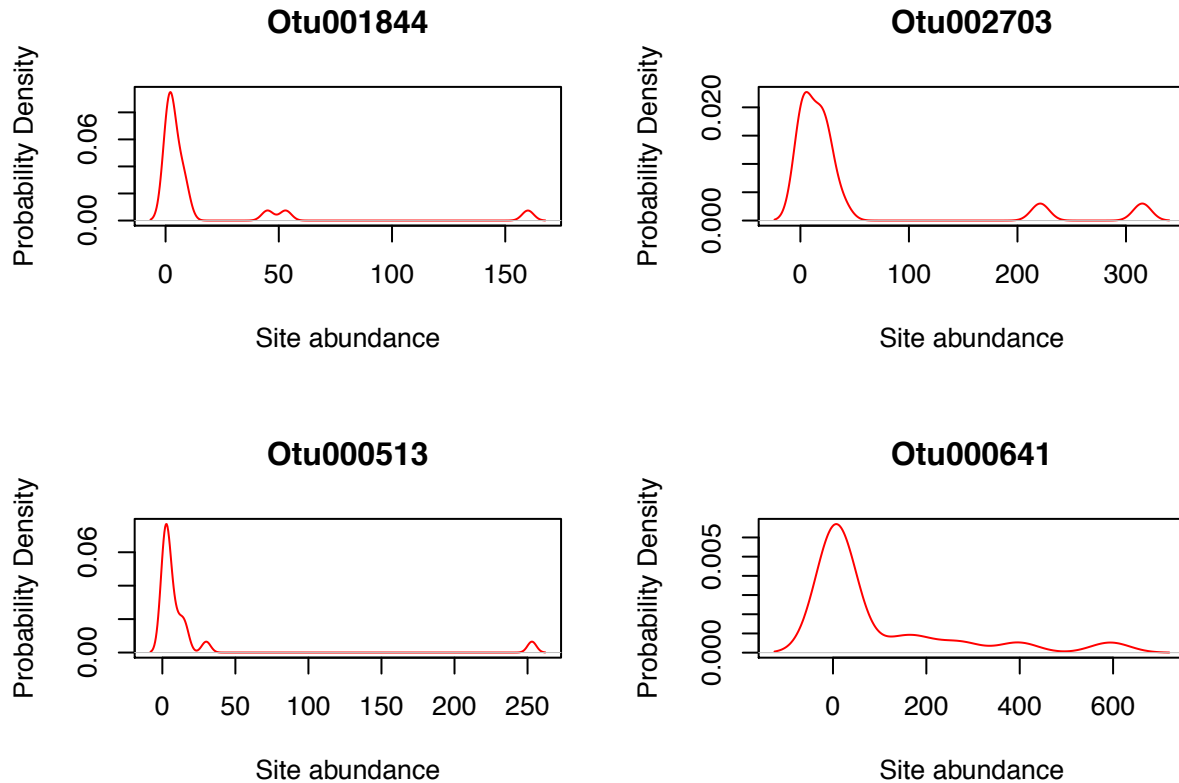 Otu001844
Probability Density
0.00 0.06
0 50 100 150
Site abundance
Otu002703
Probability Density
0.000 0.020
0 100 200 300
Site abundance
Otu000513
Probability Density
0.00 0.06
0 50 100 150 200 250
Site abundance
Otu000641
Probability Density
0.000 0.005
0 200 400 600
Site abundance